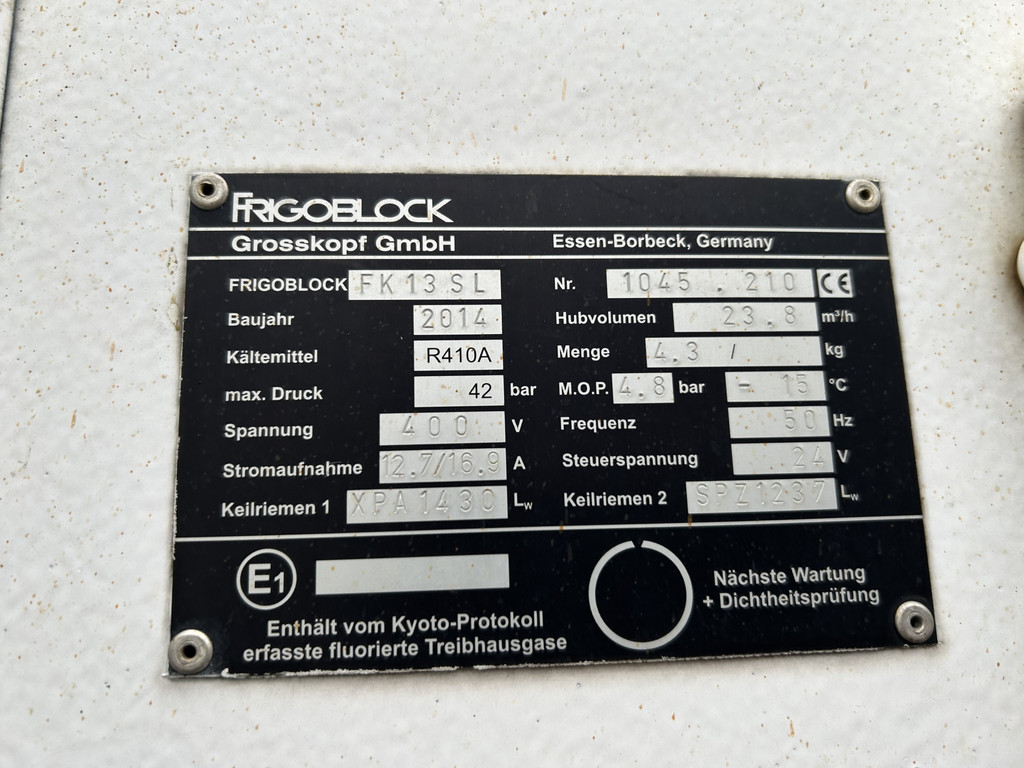 FRIGOBLOCK
Grosskopf GmbH Essen-Borbeck, Germany
FRIGOBLOCK FK 13 SL Nr. 1045 . 210 CE
Baujahr 2014 Hubvolumen 23,8 m³/h
Kältemittel R410A Menge 4.3 / kg
max. Druck 42 bar M.O.P. 4.8 bar - 15 °C
Spannung 400 V Frequenz 50 Hz
Stromaufnahme 12.7/16.9 A Steuerspannung 24 V
Keilriemen 1 XPA1430 Lw Keilriemen 2 SPZ1237 Lw
E1
Nächste Wartung
+ Dichtheitsprüfung
Enthält vom Kyoto-Protokoll
erfasste fluorierte Treibhausgase